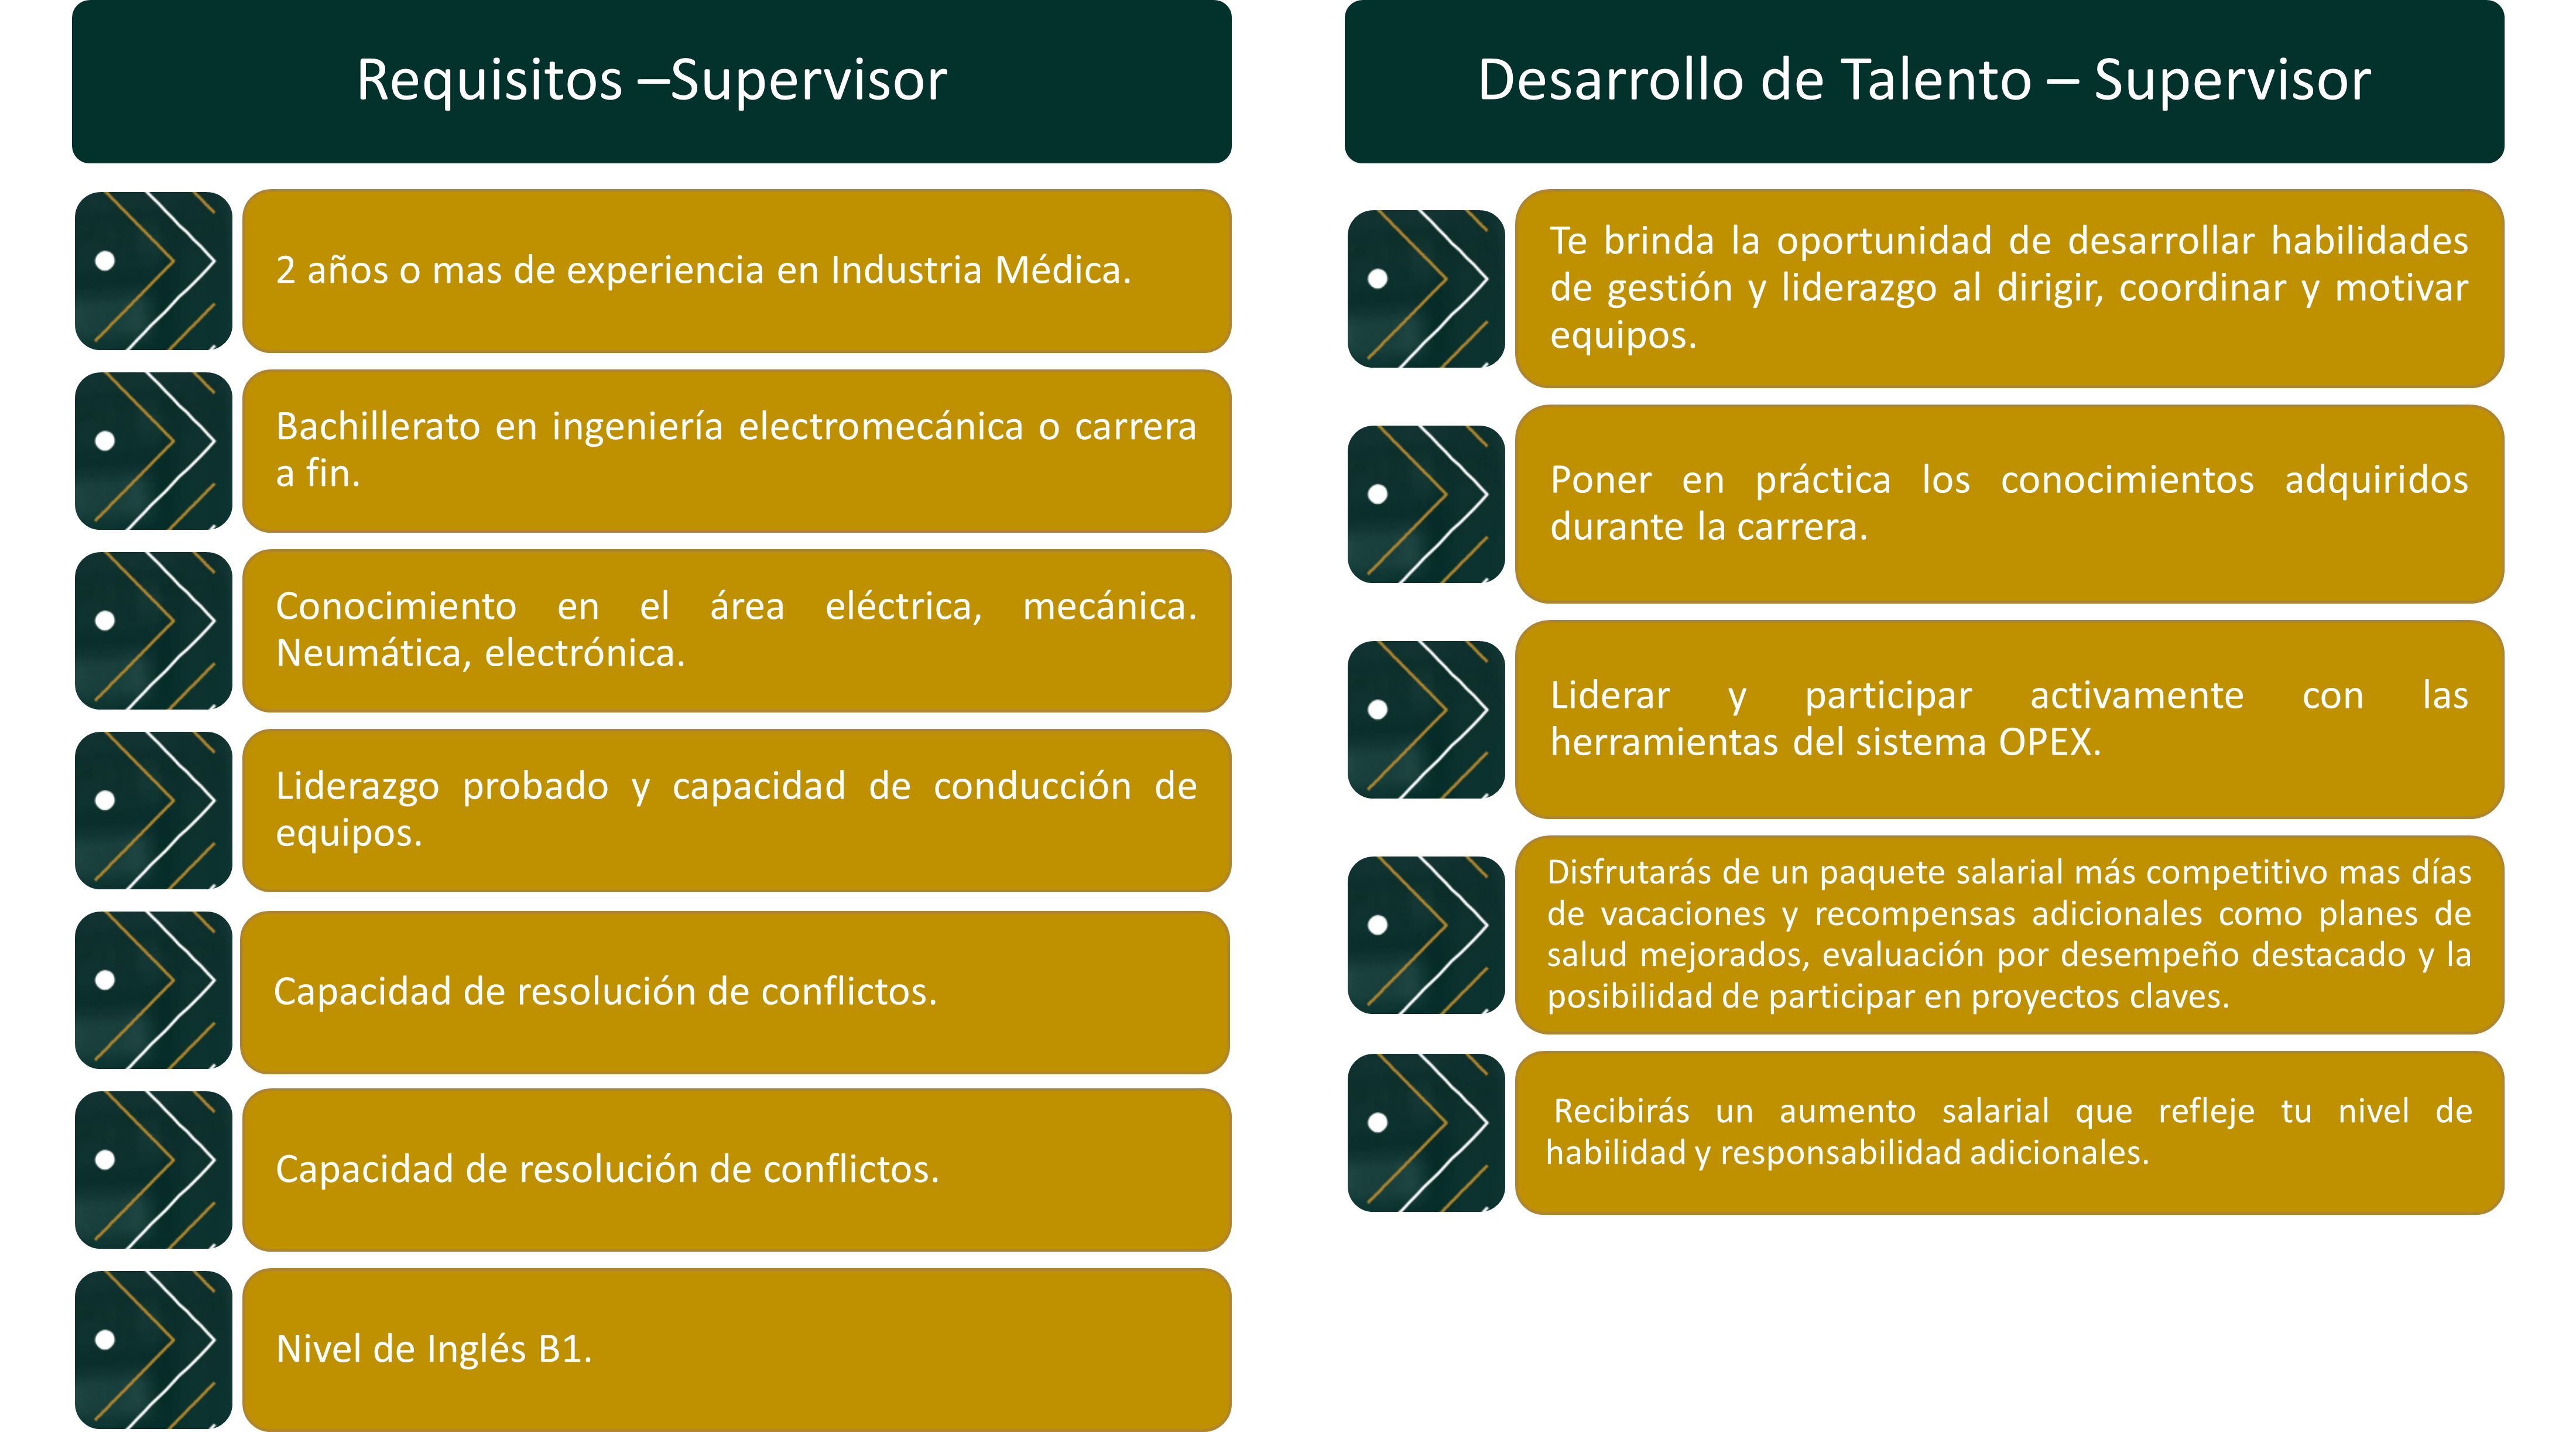 Requisitos –Supervisor
2 años o mas de experiencia en Industria Médica.
Bachillerato en ingeniería electromecánica o carrera
a fin.
Conocimiento en el área eléctrica, mecánica.
Neumática, electrónica.
Liderazgo probado y capacidad de conducción de
equipos.
Capacidad de resolución de conflictos.
Capacidad de resolución de conflictos.
Nivel de Inglés B1.
Desarrollo de Talento – Supervisor
Te brinda la oportunidad de desarrollar habilidades
de gestión y liderazgo al dirigir, coordinar y motivar
equipos.
Poner en práctica los conocimientos adquiridos
durante la carrera.
Liderar y participar activamente con las
herramientas del sistema OPEX.
Disfrutarás de un paquete salarial más competitivo mas días
de vacaciones y recompensas adicionales como planes de
salud mejorados, evaluación por desempeño destacado y la
posibilidad de participar en proyectos claves.
Recibirás un aumento salarial que refleje tu nivel de
habilidad y responsabilidad adicionales.